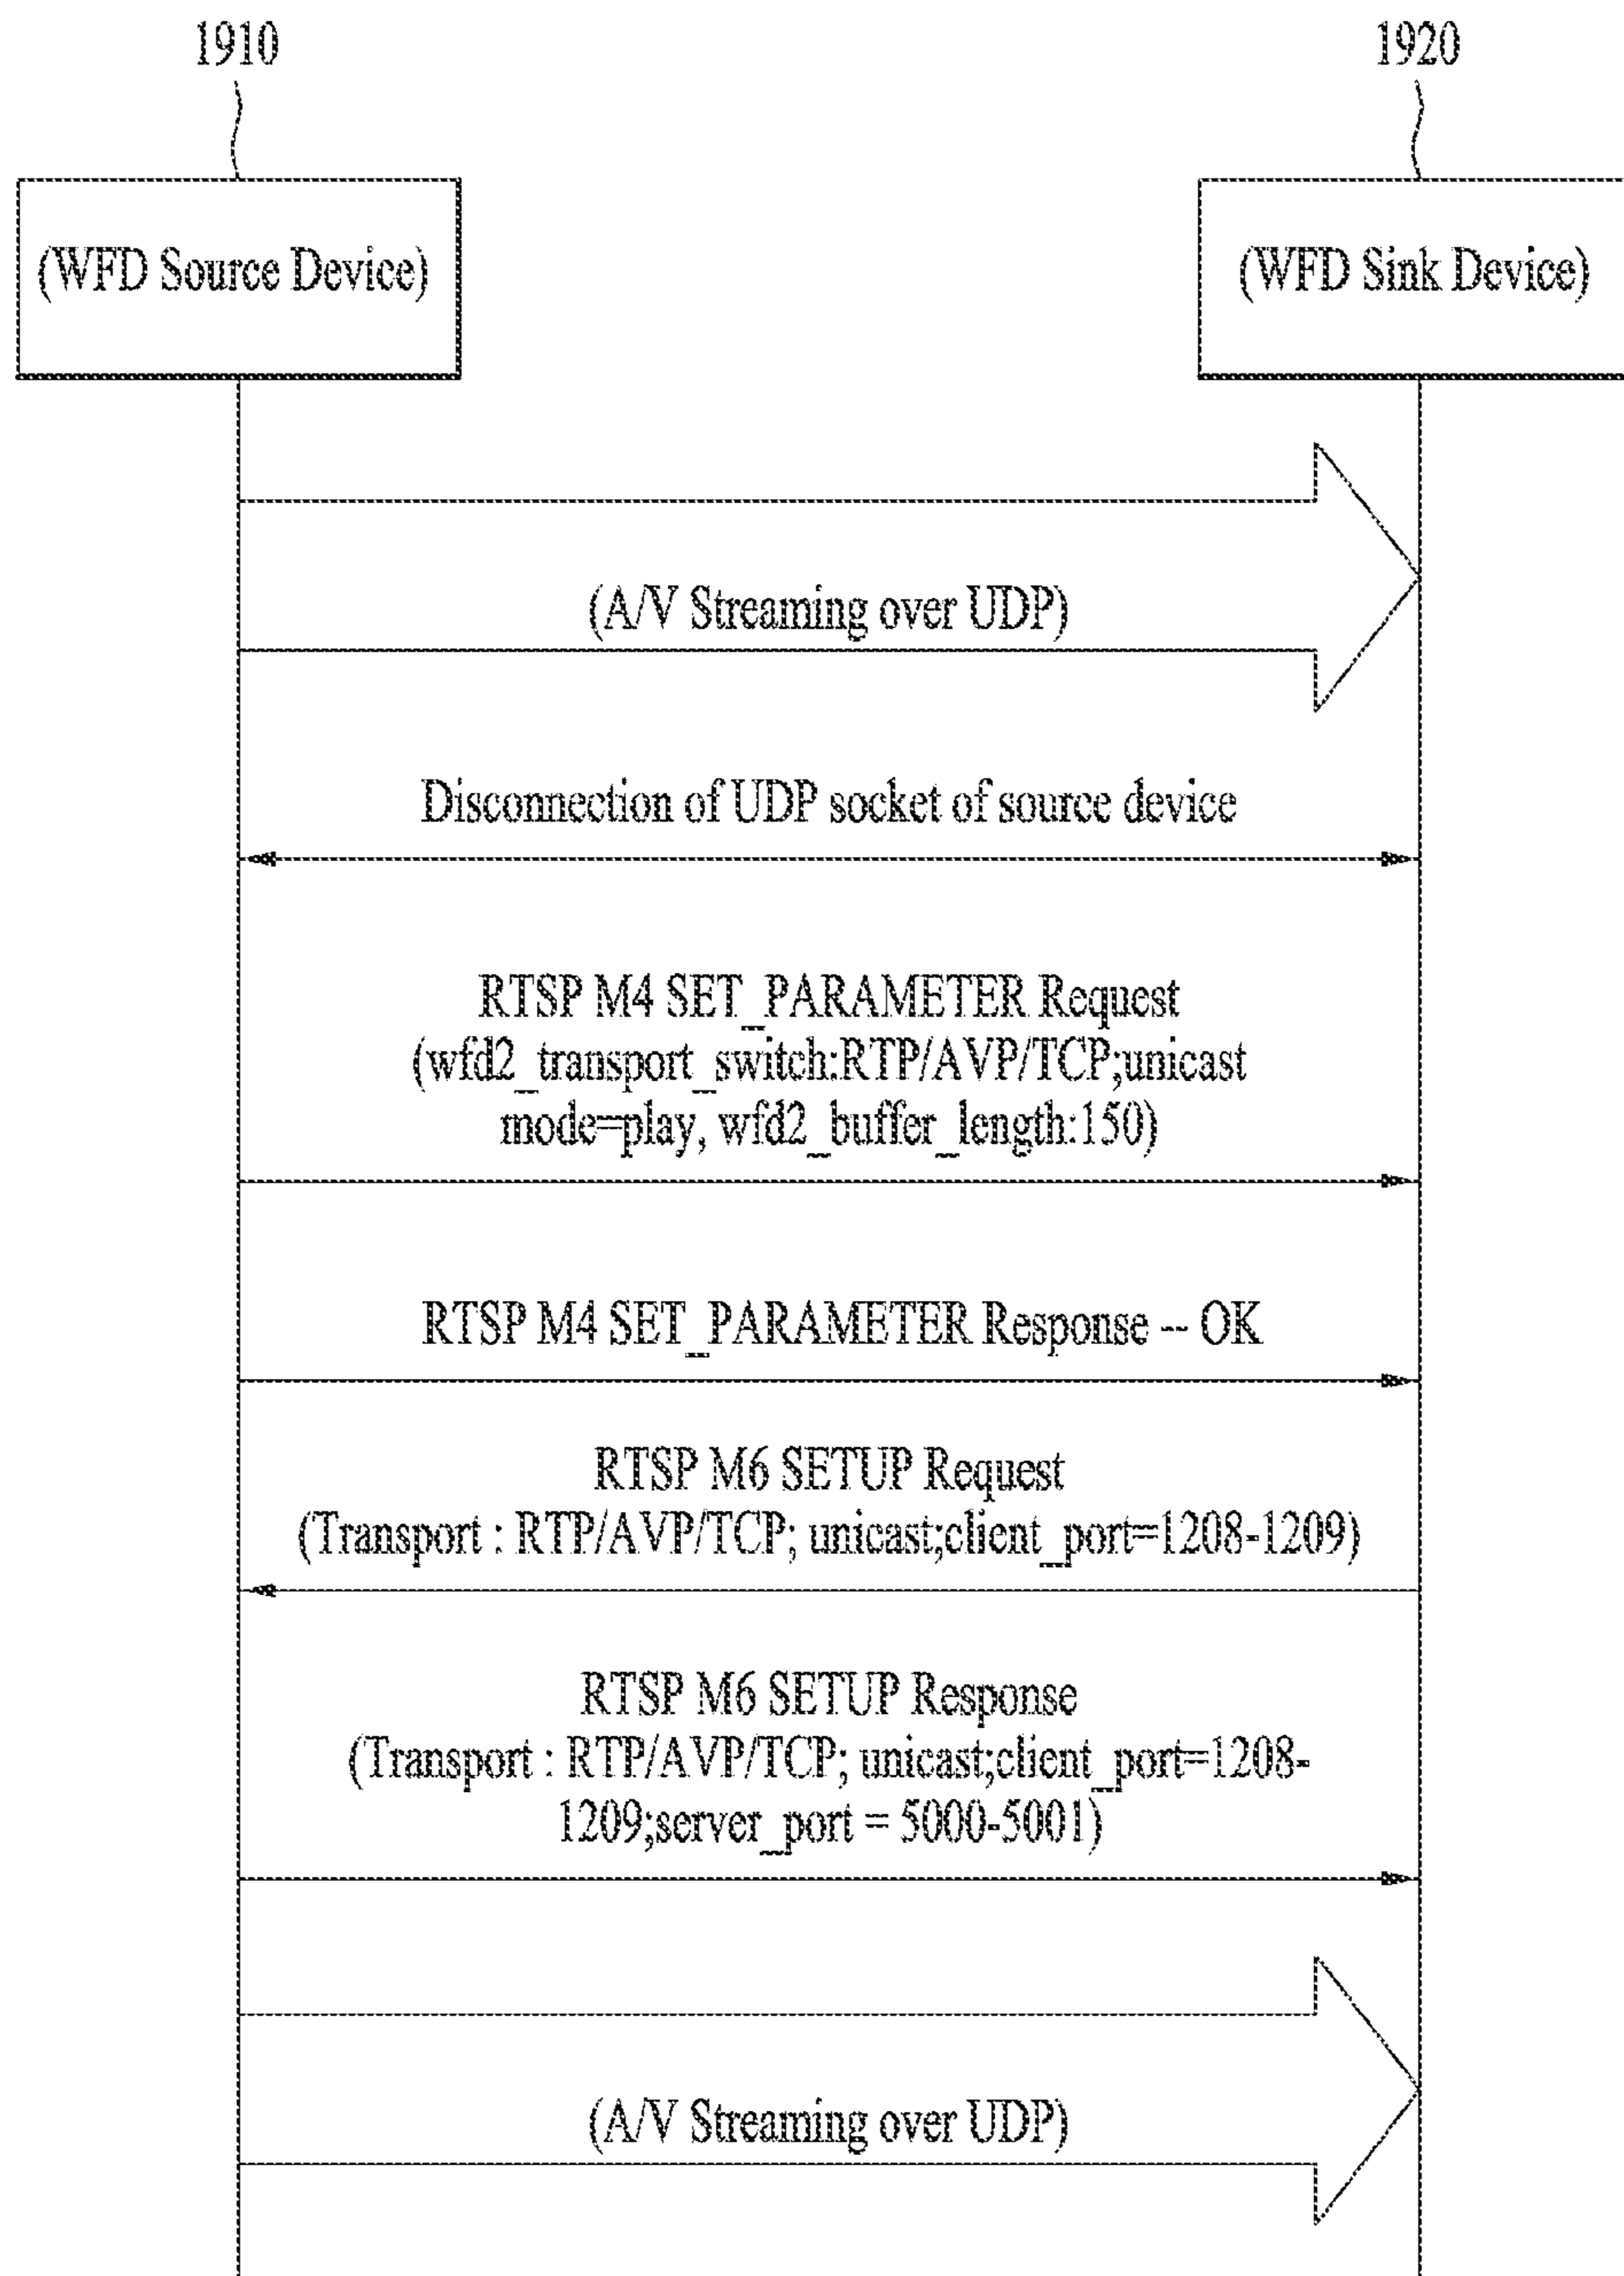 1910
1920
(WFD Source Device)
(WFD Sink Device)
(A/V Streaming over UDP)
Disconnection of UDP socket of source device
RTSP M4 SET_PARAMETER Request
(wfd2_transport_switch:RTP/AVP/TCP;unicast
mode=play, wfd2_buffer_length:150)
RTSP M4 SET_PARAMETER Response -- OK
RTSP M6 SETUP Request
(Transport : RTP/AVP/TCP; unicast;client_port=1208-1209)
RTSP M6 SETUP Response
(Transport : RTP/AVP/TCP; unicast;client_port=1208-
1209;server_port = 5000-5001)
(A/V Streaming over UDP)